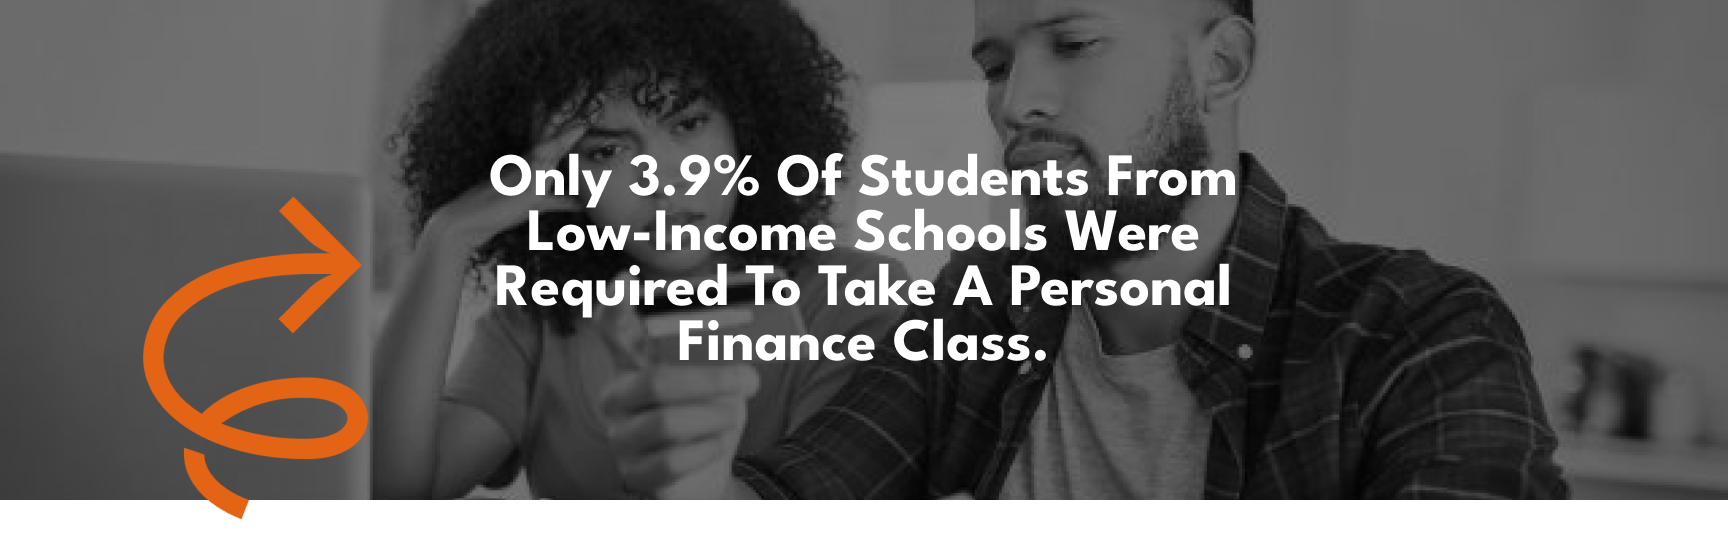 Only 3.9% Of Students From
Low-Income Schools Were
Required To Take A Personal
Finance Class.